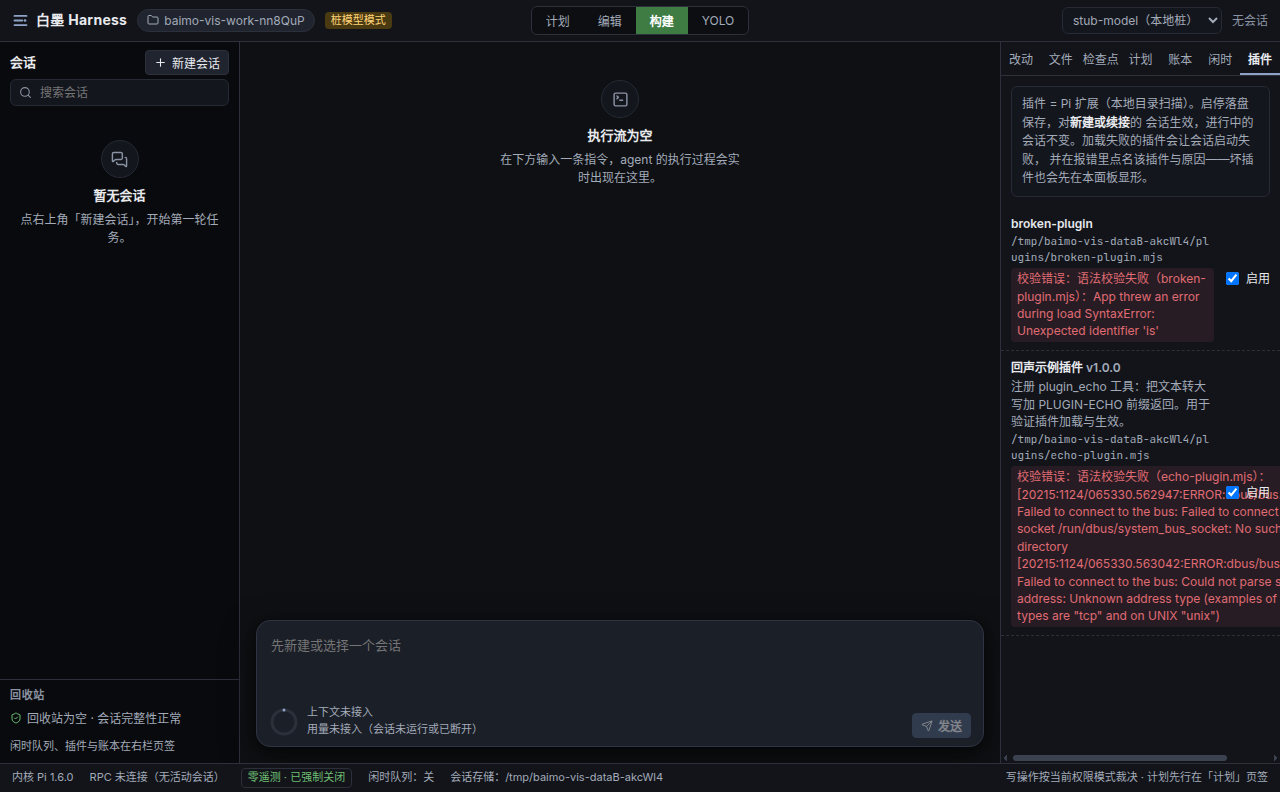 白墨 Harness
baimo-vis-work-nn8QuP
桩模型模式
计划
编辑
构建
YOLO
stub-model（本地桩）
无会话
会话
新建会话
搜索会话
暂无会话
点右上角「新建会话」，开始第一轮任
务。
回收站
回收站为空 · 会话完整性正常
闲时队列、插件与账本在右栏页签
执行流为空
在下方输入一条指令，agent 的执行过程会实
时出现在这里。
先新建或选择一个会话
上下文未接入
用量未接入（会话未运行或已断开）
发送
改动
文件
检查点
计划
账本
闲时
插件
插件 = Pi 扩展（本地目录扫描）。启停落盘
保存，对新建或续接的 会话生效，进行中的
会话不变。加载失败的插件会让会话启动失
败， 并在报错里点名该插件与原因——坏插
件也会先在本面板显形。
broken-plugin
/tmp/baimo-vis-dataB-akcWl4/pl
ugins/broken-plugin.mjs
校验错误：语法校验失败（broken-
plugin.mjs）：App threw an error
during load SyntaxError:
Unexpected identifier 'is'
启用
回声示例插件 v1.0.0
注册 plugin_echo 工具：把文本转大
写加 PLUGIN-ECHO 前缀返回。用于
验证插件加载与生效。
/tmp/baimo-vis-dataB-akcWl4/pl
ugins/echo-plugin.mjs
校验错误：语法校验失败（echo-plugin.mjs）：
[20215:1124/065330.562947:ERROR:
启用
Failed to connect to the bus: Failed to connect
socket /run/dbus/system_bus_socket: No such
directory
[20215:1124/065330.563042:ERROR:dbus/bus
Failed to connect to the bus: Could not parse s
address: Unknown address type (examples of
types are "tcp" and on UNIX "unix")
内核 Pi 1.6.0
RPC 未连接（无活动会话）
零遥测 · 已强制关闭
闲时队列：关
会话存储：/tmp/baimo-vis-dataB-akcWl4
写操作按当前权限模式裁决 · 计划先行在「计划」页签